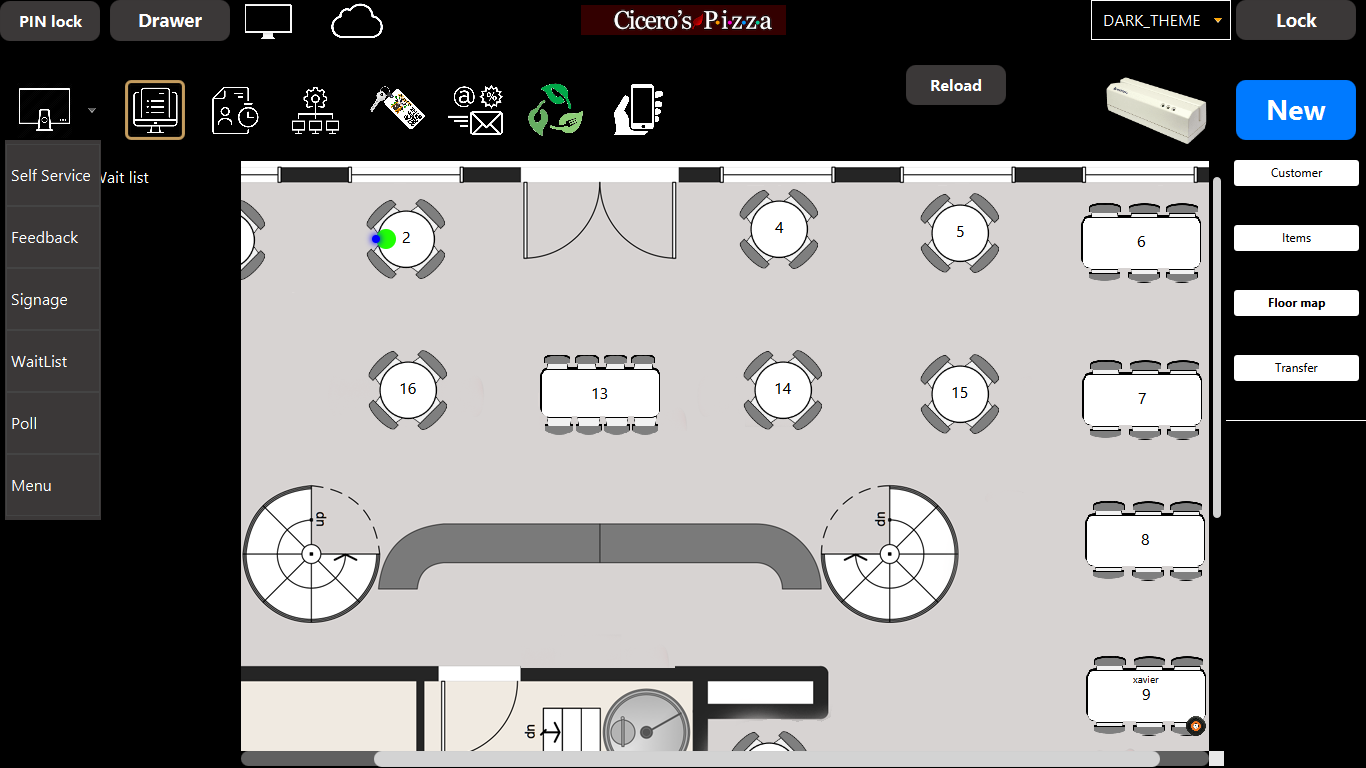 PIN lock
Drawer
Cicero's Pizza
DARK_THEME
Lock
Reload
New
Self Service
Wait list
Feedback
Signage
WaitList
Poll
Menu
Customer
Items
Floor map
Transfer
2
4
5
6
16
13
14
15
7
up
dn
8
xavier
9
dn